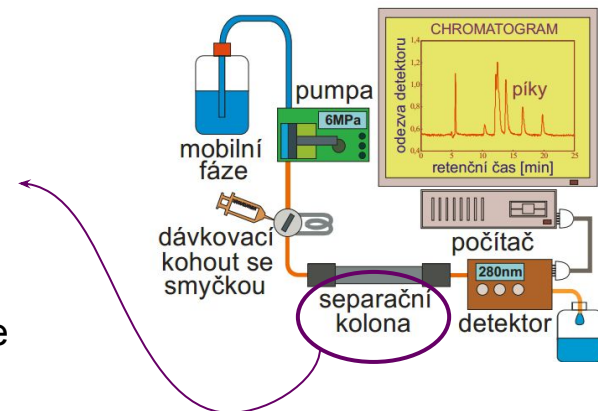 CHROMATOGRAM
odezva detektoru
1,4
1,2
1,0
0,8
0,6
0,4
píky
0
5
10
15
20
25
retenční čas [min]
pumpa
6MPa
mobilní
fáze
dávkovací
kohout se
smyčkou
počítač
280nm
separační
kolona
detektor
e